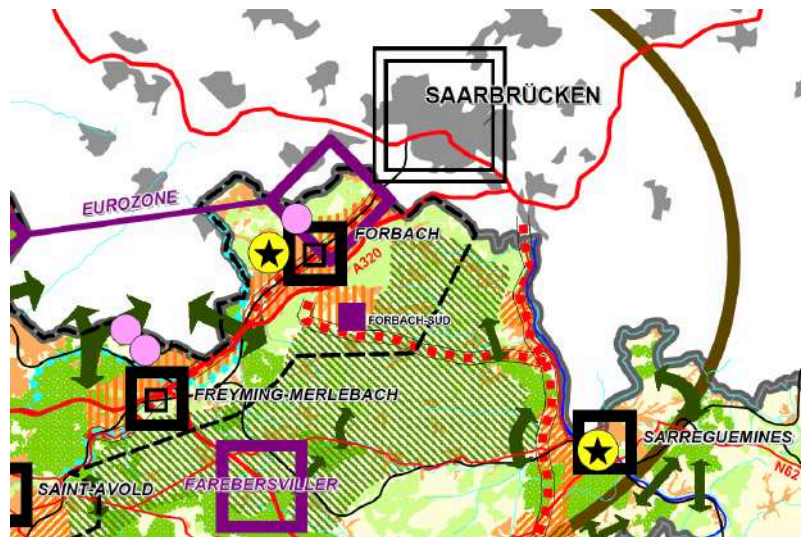 SAARBRÜCKEN
EUROZONE
FORBACH
A320
FORBACH-SUD
FREYMING-MERLEBACH
SARREGUEMINES
N62
SAINT-AVOLD
FAREBERSVILLER